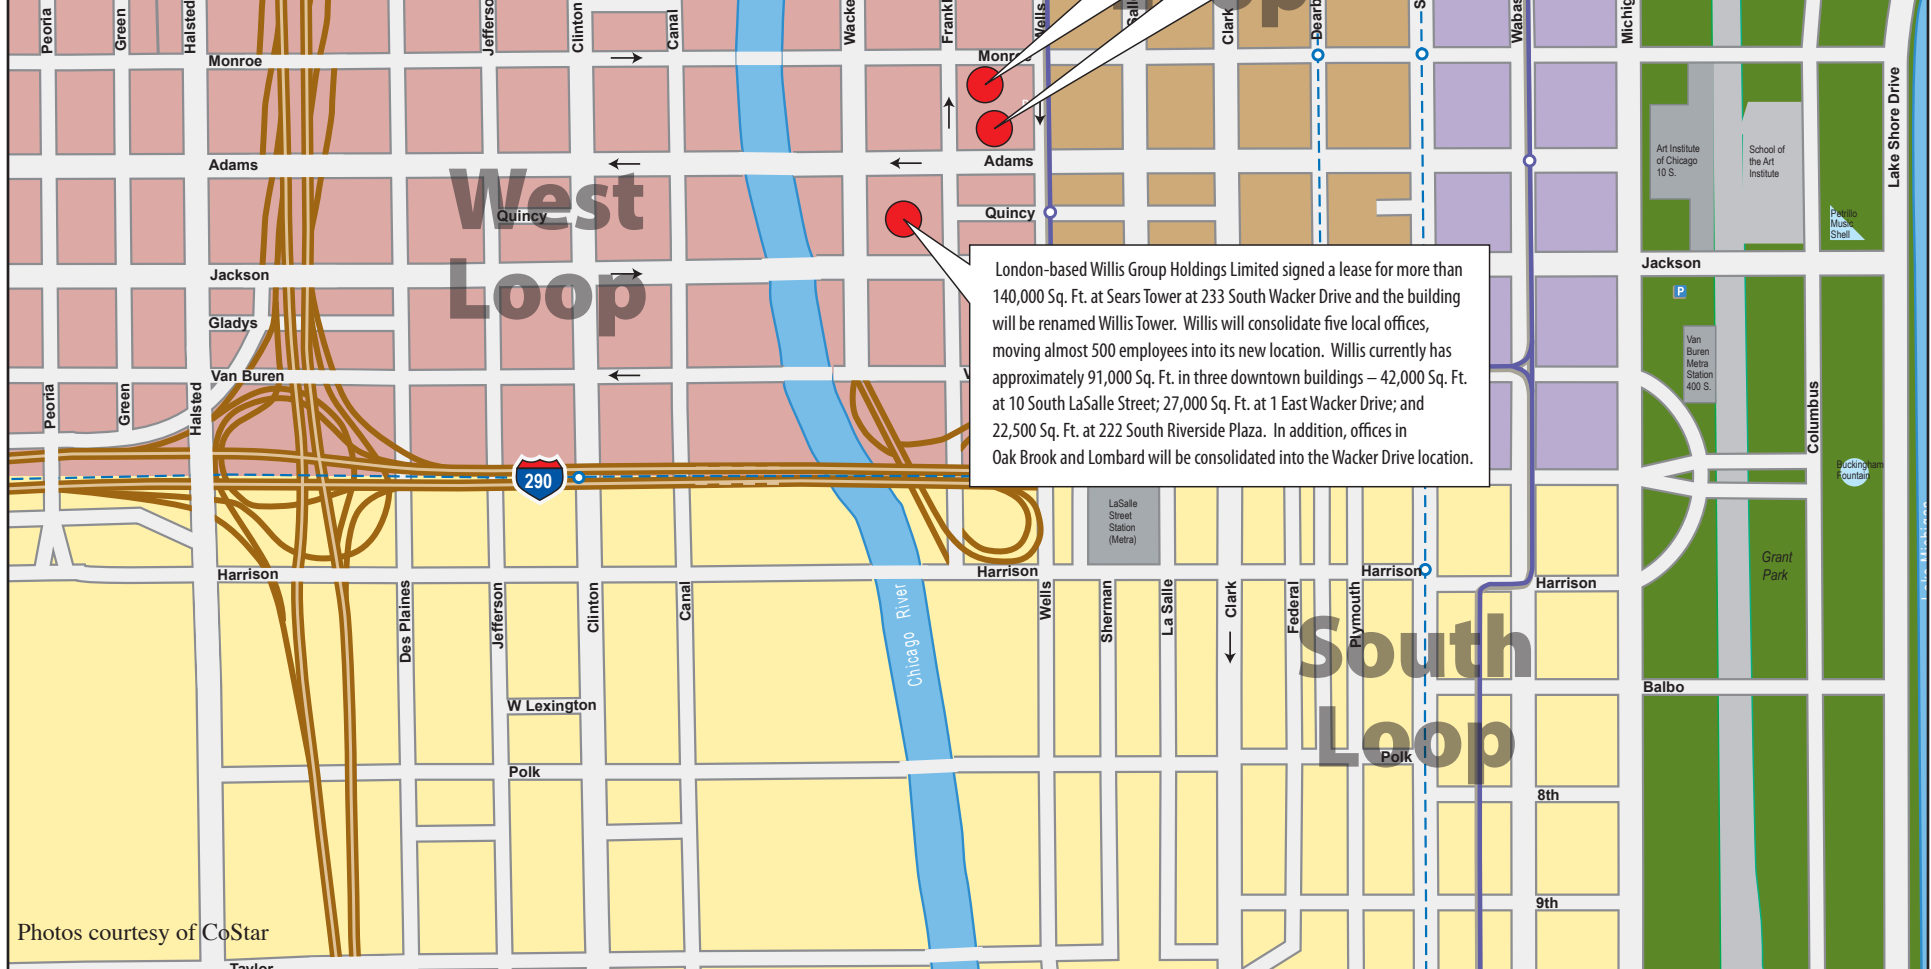 Peoria
Green
Halsted
Clinton
Canal
Wells
Clark
Monroe
Monroe
Lake Shore Drive
Adams
Adams
Art Institute
of Chicago
10 S.
School of
the Art
Institute
West
Loop
Quincy
Quincy
Petrillo
Music
Shell
Jackson
Jackson
P
London-based Willis Group Holdings Limited signed a lease for more than
140,000 Sq. Ft. at Sears Tower at 233 South Wacker Drive and the building
will be renamed Willis Tower. Willis will consolidate five local offices,
moving almost 500 employees into its new location. Willis currently has
approximately 91,000 Sq. Ft. in three downtown buildings – 42,000 Sq. Ft.
at 10 South LaSalle Street; 27,000 Sq. Ft. at 1 East Wacker Drive; and
22,500 Sq. Ft. at 222 South Riverside Plaza. In addition, offices in
Oak Brook and Lombard will be consolidated into the Wacker Drive location.
Gladys
Van Buren
Van
Buren
Metra
Station
400 S.
Peoria
Green
Halsted
Columbus
290
Buckingham
Fountain
LaSalle
Street
Station
(Metra)
Grant
Park
Harrison
Harrison
Harrison
Harrison
Des Plaines
Jefferson
Clinton
Canal
Chicago River
Wells
Sherman
La Salle
Clark
Federal
Plymouth
South
Loop
W Lexington
Balbo
Polk
Polk
8th
9th
Photos courtesy of CoStar
Taylor